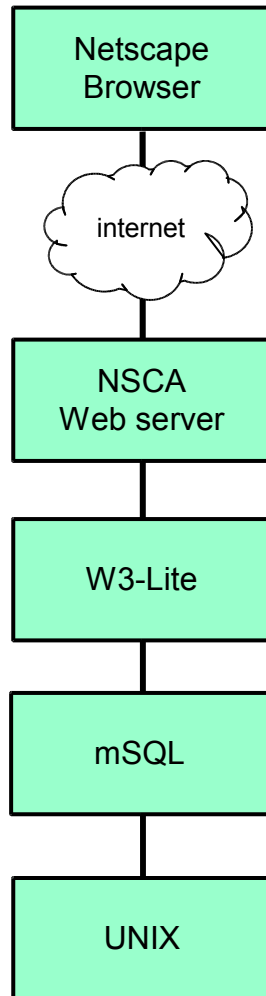 Netscape
Browser
internet
NSCA
Web server
W3-Lite
mSQL
UNIX